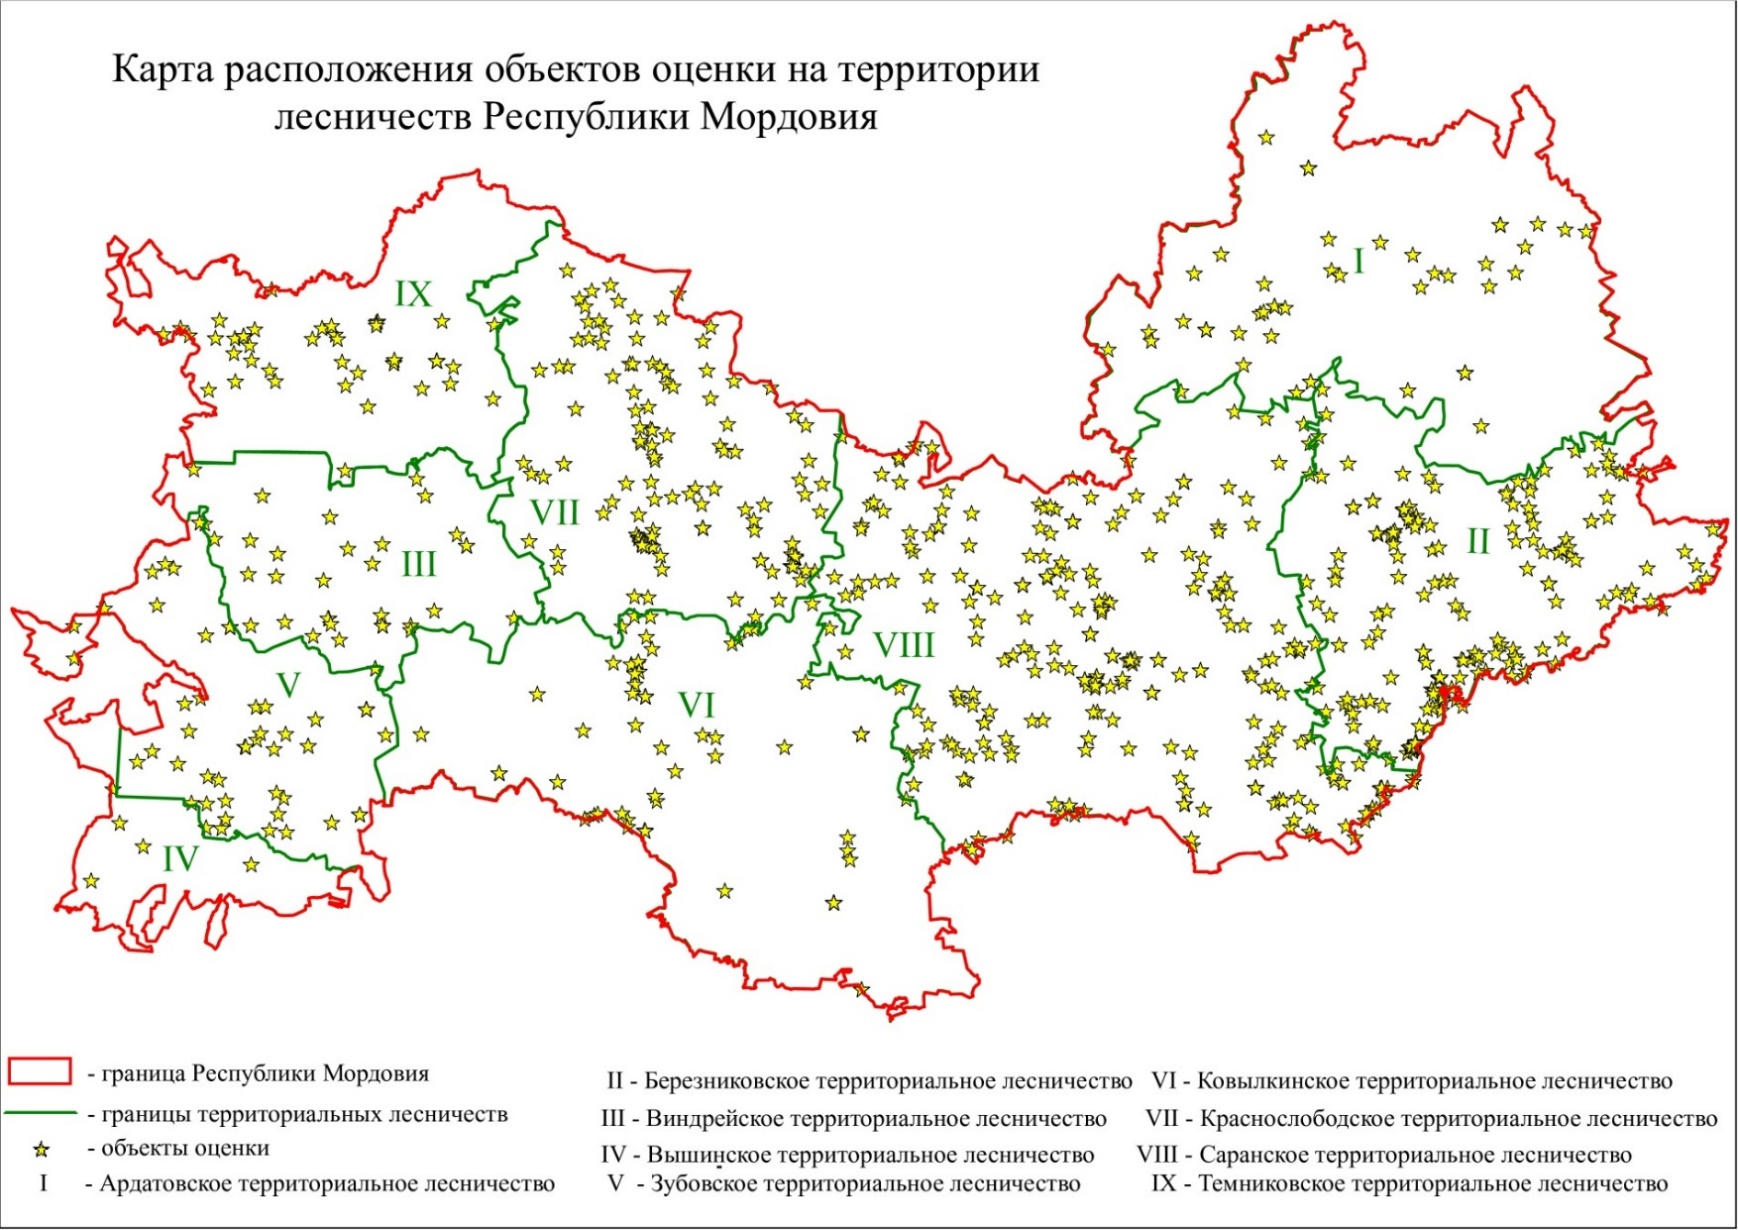 Карта расположения объектов оценки на территории
лесничеств Республики Мордовия
I
IX
VII
II
III
VIII
V
VI
IV
- граница Республики Мордовия
- границы территориальных лесничеств
- объекты оценки
I - Ардатовское территориальное лесничество
II - Березниковское территориальное лесничество
III - Виндрейское территориальное лесничество
IV - Вышинское территориальное лесничество
V - Зубовское территориальное лесничество
VI - Ковылкинское территориальное лесничество
VII - Краснослободское территориальное лесничество
VIII - Саранское территориальное лесничество
IX - Темниковское территориальное лесничество